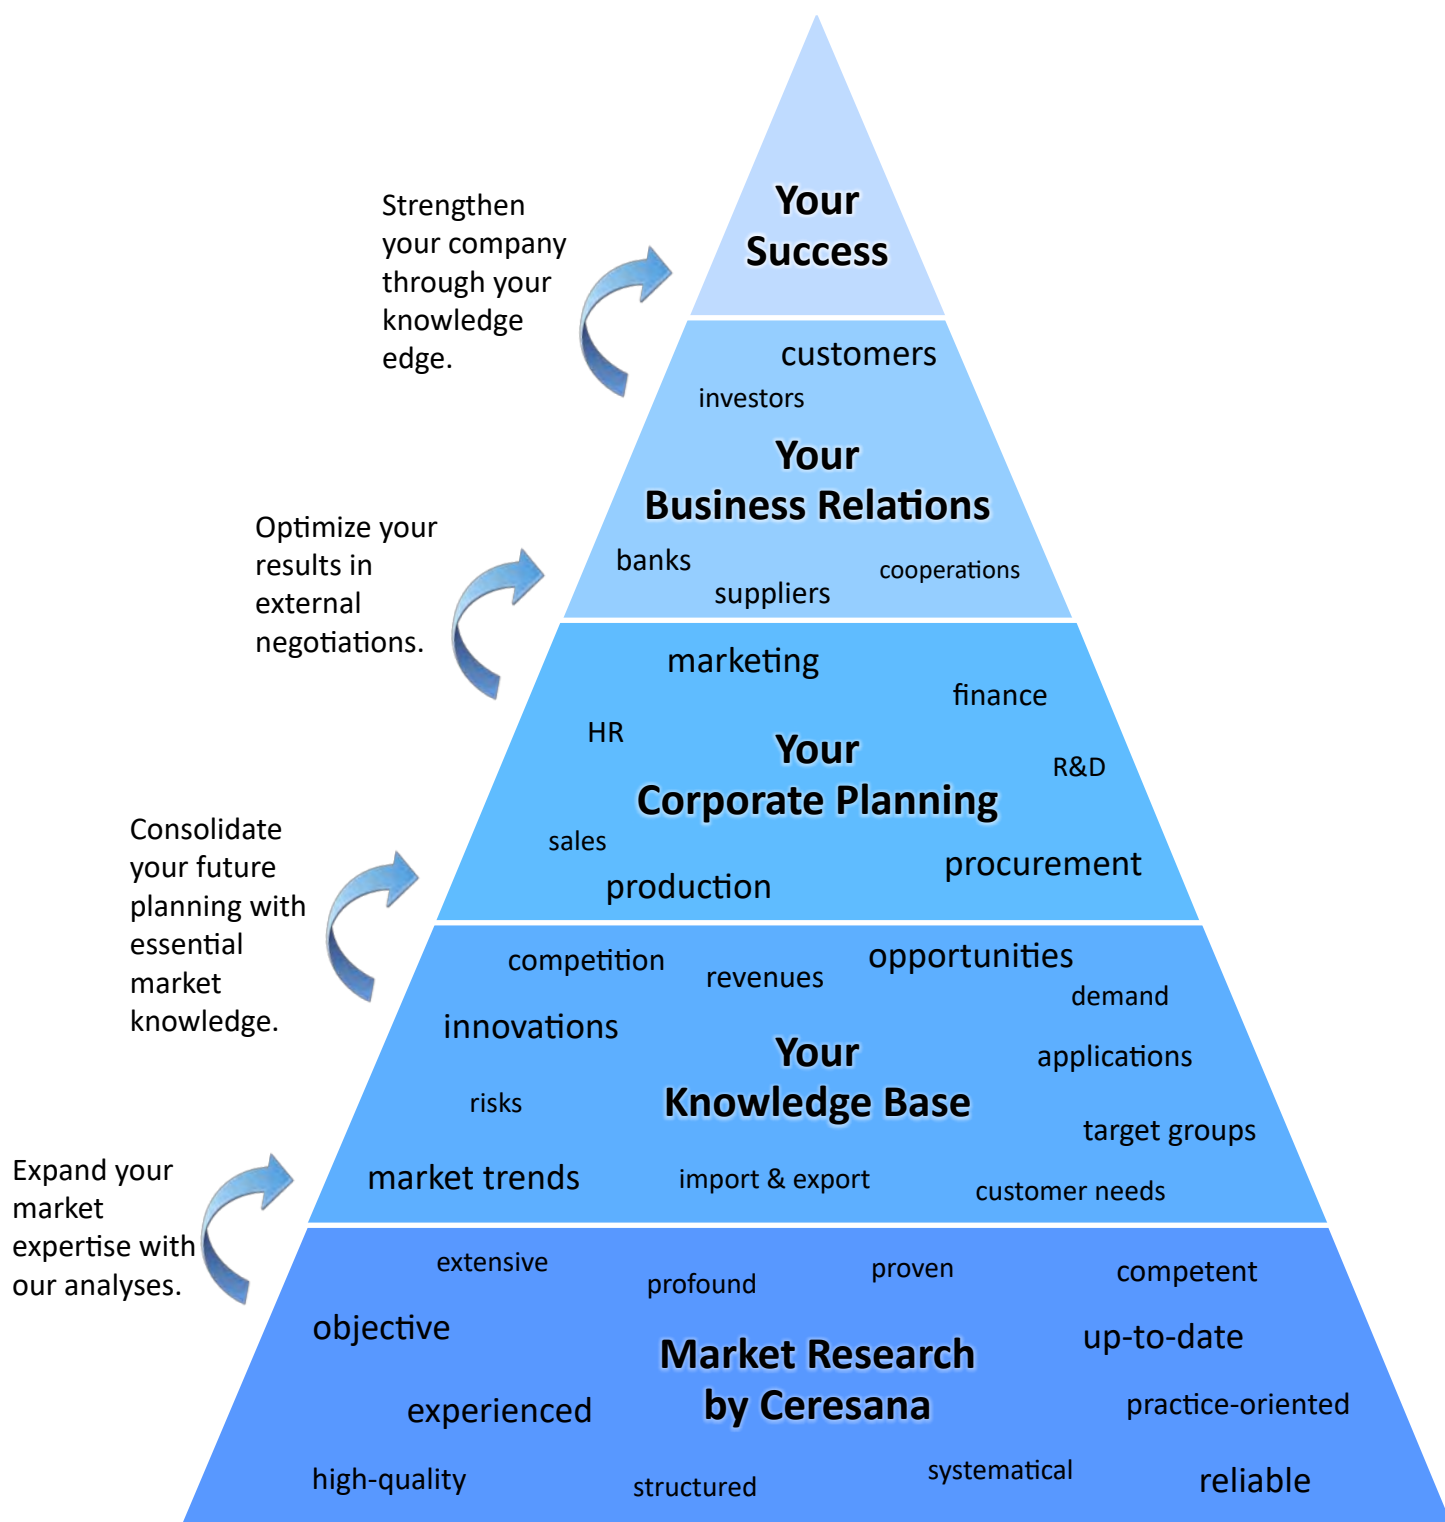 Your
Success
Strengthen
your company
through your
knowledge
edge.
customers
investors
Your
Business Relations
banks
suppliers
cooperations
Optimize your
results in
external
negotiations.
marketing
finance
HR
Your
Corporate Planning
R&D
sales
production
procurement
Consolidate
your future
planning with
essential
market
knowledge.
competition
revenues
opportunities
demand
innovations
Your
Knowledge Base
applications
risks
target groups
market trends
import & export
customer needs
Expand your
market
expertise with
our analyses.
extensive
profound
proven
competent
objective
Market Research
by Ceresana
up-to-date
experienced
practice-oriented
high-quality
structured
systematical
reliable